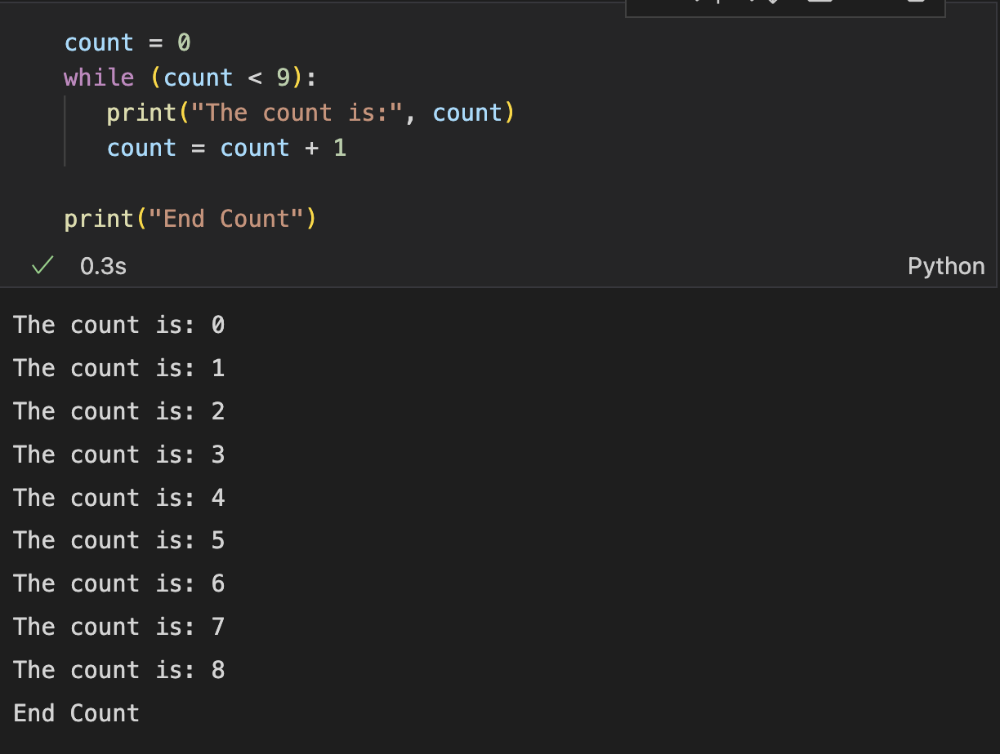 count = 0
while (count < 9):
   print("The count is:", count)
   count = count + 1

print("End Count")
0.3s
Python
The count is: 0
The count is: 1
The count is: 2
The count is: 3
The count is: 4
The count is: 5
The count is: 6
The count is: 7
The count is: 8
End Count